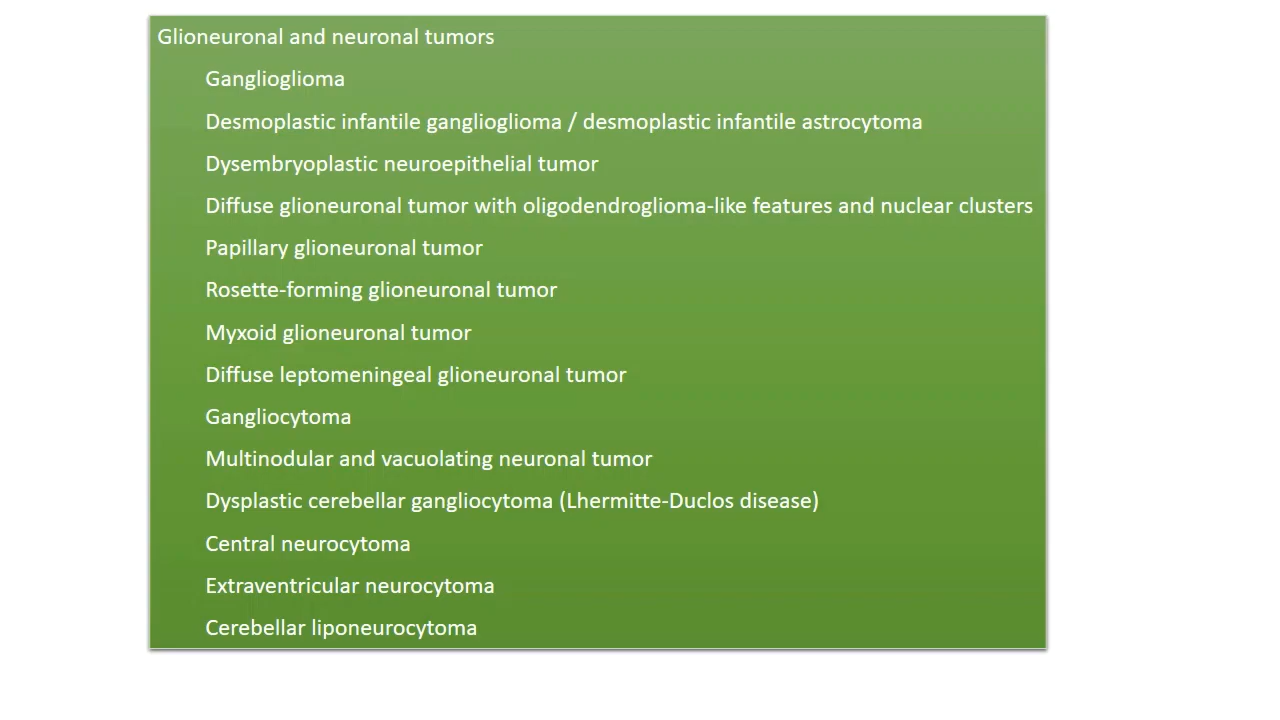 Glioneuronal and neuronal tumors
Ganglioglioma
Desmoplastic infantile ganglioglioma / desmoplastic infantile astrocytoma
Dysembryoplastic neuroepithelial tumor
Diffuse glioneuronal tumor with oligodendroglioma-like features and nuclear clusters
Papillary glioneuronal tumor
Rosette-forming glioneuronal tumor
Myxoid glioneuronal tumor
Diffuse leptomeningeal glioneuronal tumor
Gangliocytoma
Multinodular and vacuolating neuronal tumor
Dysplastic cerebellar gangliocytoma (Lhermitte-Duclos disease)
Central neurocytoma
Extraventricular neurocytoma
Cerebellar liponeurocytoma